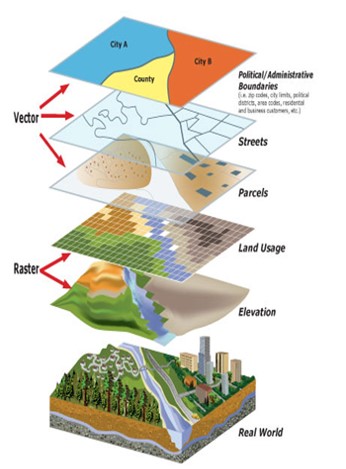 City A
City B
County
Political/Administrative
Boundaries
(i.e. zip codes, city limits, political
districts, area codes, residential
and business customers, etc.)
Vector
Streets
Parcels
Land Usage
Raster
Elevation
Real World